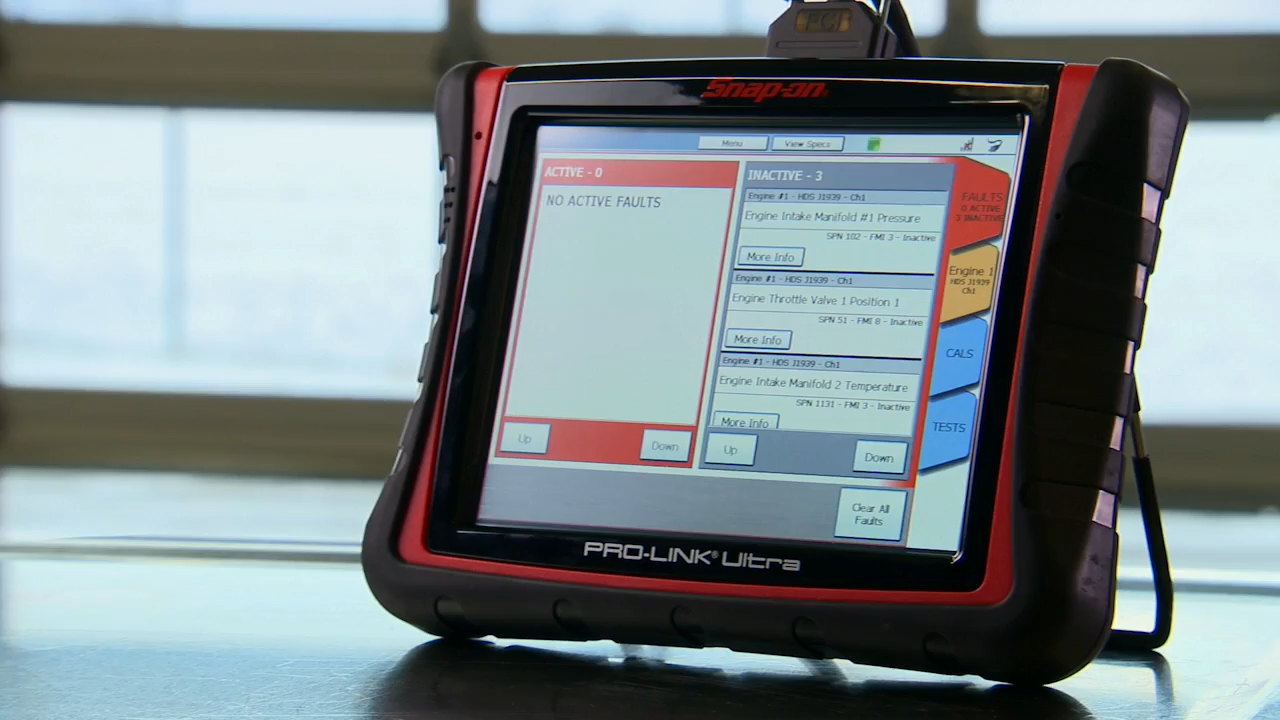 Snap-on
Menu
View Specs
ACTIVE - 0
NO ACTIVE FAULTS
Up
Down
INACTIVE - 3
Engine #1 - HDS J1939 - Ch1
Engine Intake Manifold #1 Pressure
SPN 102 - FMI 3 - Inactive
More Info
Engine #1 - HDS J1939 - Ch1
Engine Throttle Valve 1 Position 1
SPN 51 - FMI 8 - Inactive
More Info
Engine #1 - HDS J1939 - Ch1
Engine Intake Manifold 2 Temperature
SPN 1131 - FMI 3 - Inactive
More Info
Up
Down
Clear All
Faults
FAULTS
0 ACTIVE
3 INACTIVE
Engine 1
HDS J1939
Ch1
CALS
TESTS
PRO-LINK® Ultra